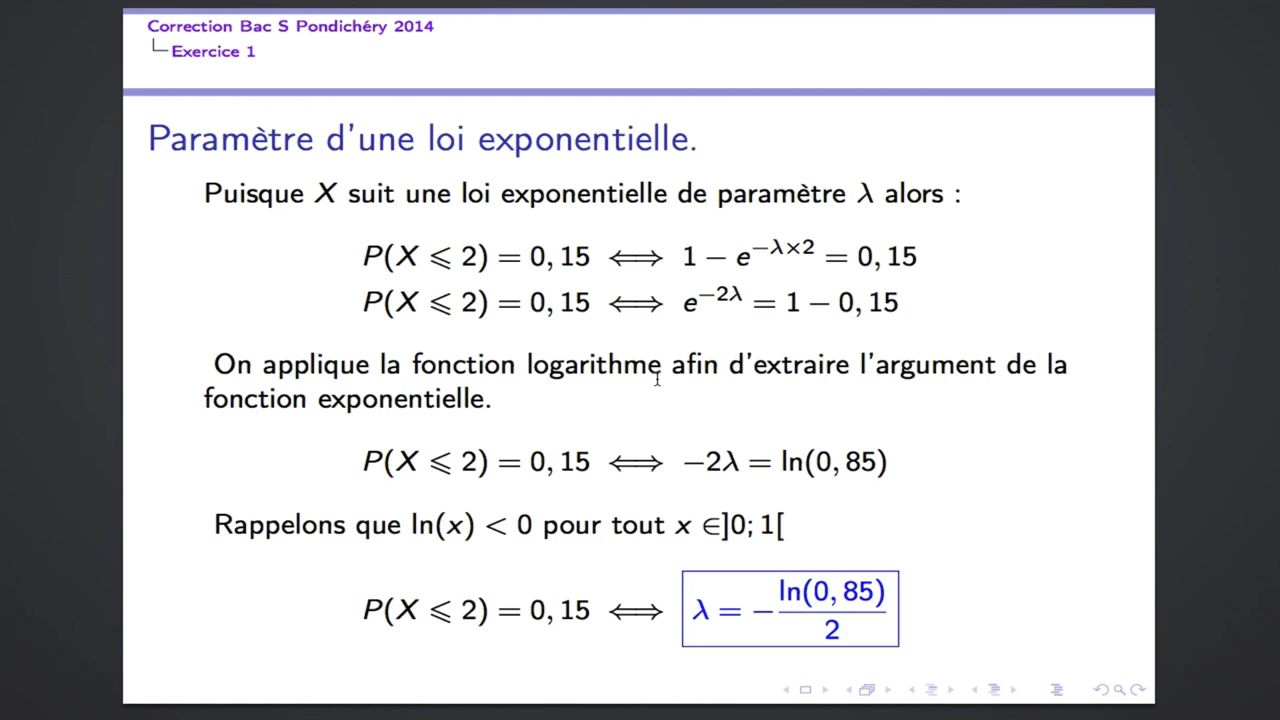 Correction Bac S Pondichéry 2014
Exercice 1
Paramètre d'une loi exponentielle.
Puisque X suit une loi exponentielle de paramètre λ alors :
P(X ⩽ 2) = 0, 15 ⟺ 1 − e^{−λ×2} = 0, 15
P(X ⩽ 2) = 0, 15 ⟺ e^{−2λ} = 1 − 0, 15
On applique la fonction logarithme afin d'extraire l'argument de la
fonction exponentielle.
P(X ⩽ 2) = 0, 15 ⟺ −2λ = ln(0, 85)
Rappelons que ln(x) < 0 pour tout x ∈]0; 1[
P(X ⩽ 2) = 0, 15 ⟺ λ = − ln(0, 85) / 2